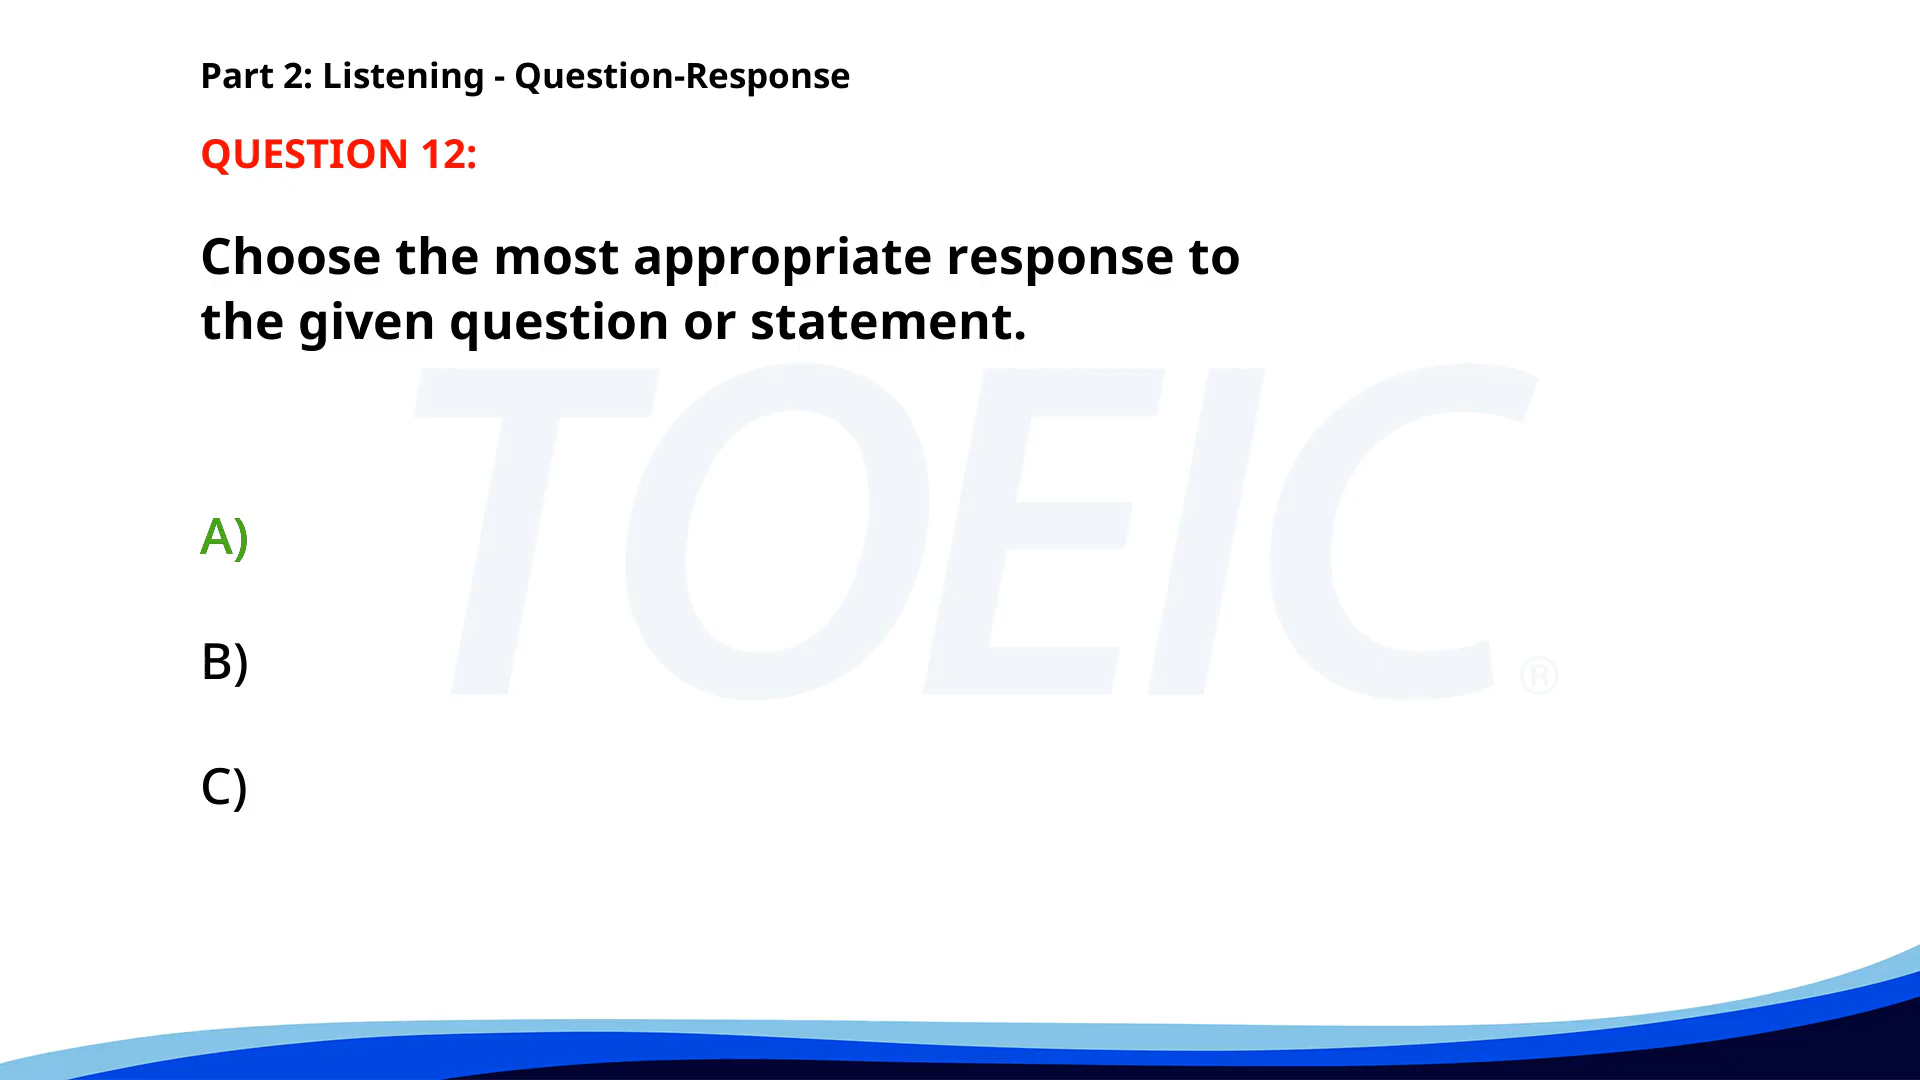 Part 2: Listening - Question-Response
QUESTION 12:
Choose the most appropriate response to
the given question or statement.
TOEIC®
A)
B)
C)